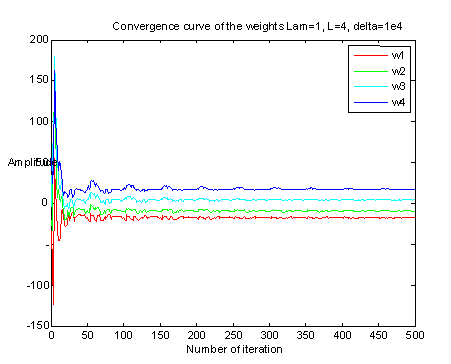 Convergence curve of the weights Lam=1, L=4, delta=1e4
200
150
100
50
0
-50
-100
-150
Amplitude
w1
w2
w3
w4
0 50 100 150 200 250 300 350 400 450 500
Number of iteration